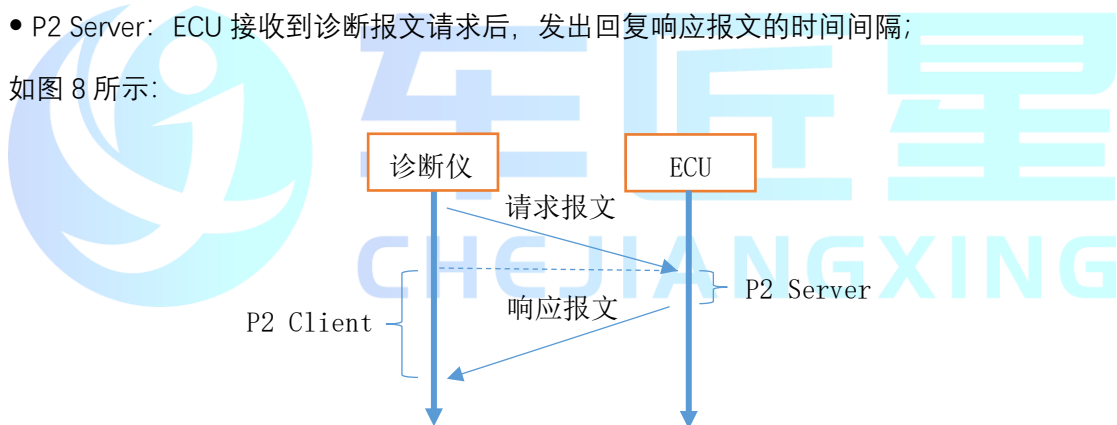 • P2 Server：ECU 接收到诊断报文请求后，发出回复响应报文的时间间隔；
如图 8 所示：
车匠星
诊断仪
ECU
请求报文
CHEJIANGXING
P2 Server
响应报文
P2 Client